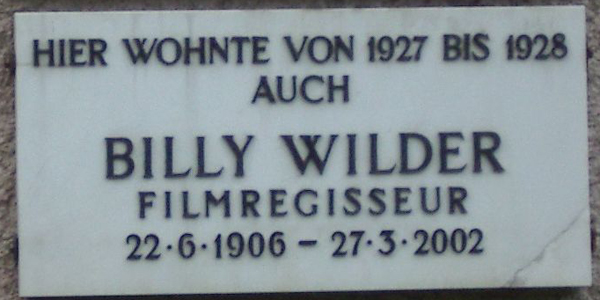 HIER WOHNTE VON 1927 BIS 1928
AUCH
BILLY WILDER
FILMREGISSEUR
22·6·1906 – 27·3·2002